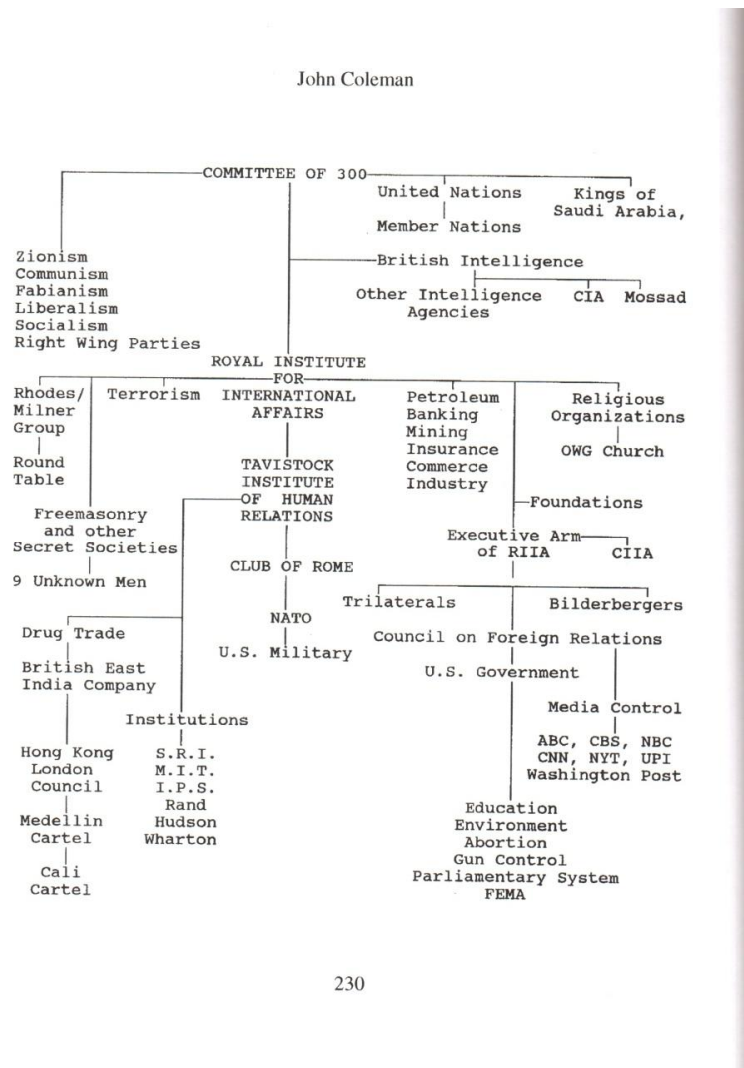 John Coleman
COMMITTEE OF 300
United Nations
Member Nations
Kings of
Saudi Arabia,
Zionism
Communism
Fabianism
Liberalism
Socialism
Right Wing Parties
British Intelligence
Other Intelligence
Agencies
CIA
Mossad
ROYAL INSTITUTE
FOR
INTERNATIONAL
AFFAIRS
Rhodes/
Milner
Group
Round
Table
Terrorism
Petroleum
Banking
Mining
Insurance
Commerce
Industry
Religious
Organizations
OWG Church
TAVISTOCK
INSTITUTE
OF HUMAN
RELATIONS
Foundations
Freemasonry
and other
Secret Societies
9 Unknown Men
Executive Arm
of RIIA
CIIA
CLUB OF ROME
NATO
U.S. Military
Trilaterals
Bilderbergers
Council on Foreign Relations
U.S. Government
Drug Trade
British East
India Company
Hong Kong
London
Council
Medellin
Cartel
Cali
Cartel
Institutions
S.R.I.
M.I.T.
I.P.S.
Rand
Hudson
Wharton
Media Control
ABC, CBS, NBC
CNN, NYT, UPI
Washington Post
Education
Environment
Abortion
Gun Control
Parliamentary System
FEMA
230